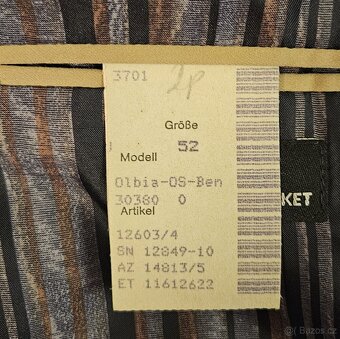 3701 2p
Größe
52
Modell
Olbia-OS-Ben
30380 0
Artikel
12603/4
SN 12849-10
AZ 14813/5
ET 11612622
KET
Bazos.cz